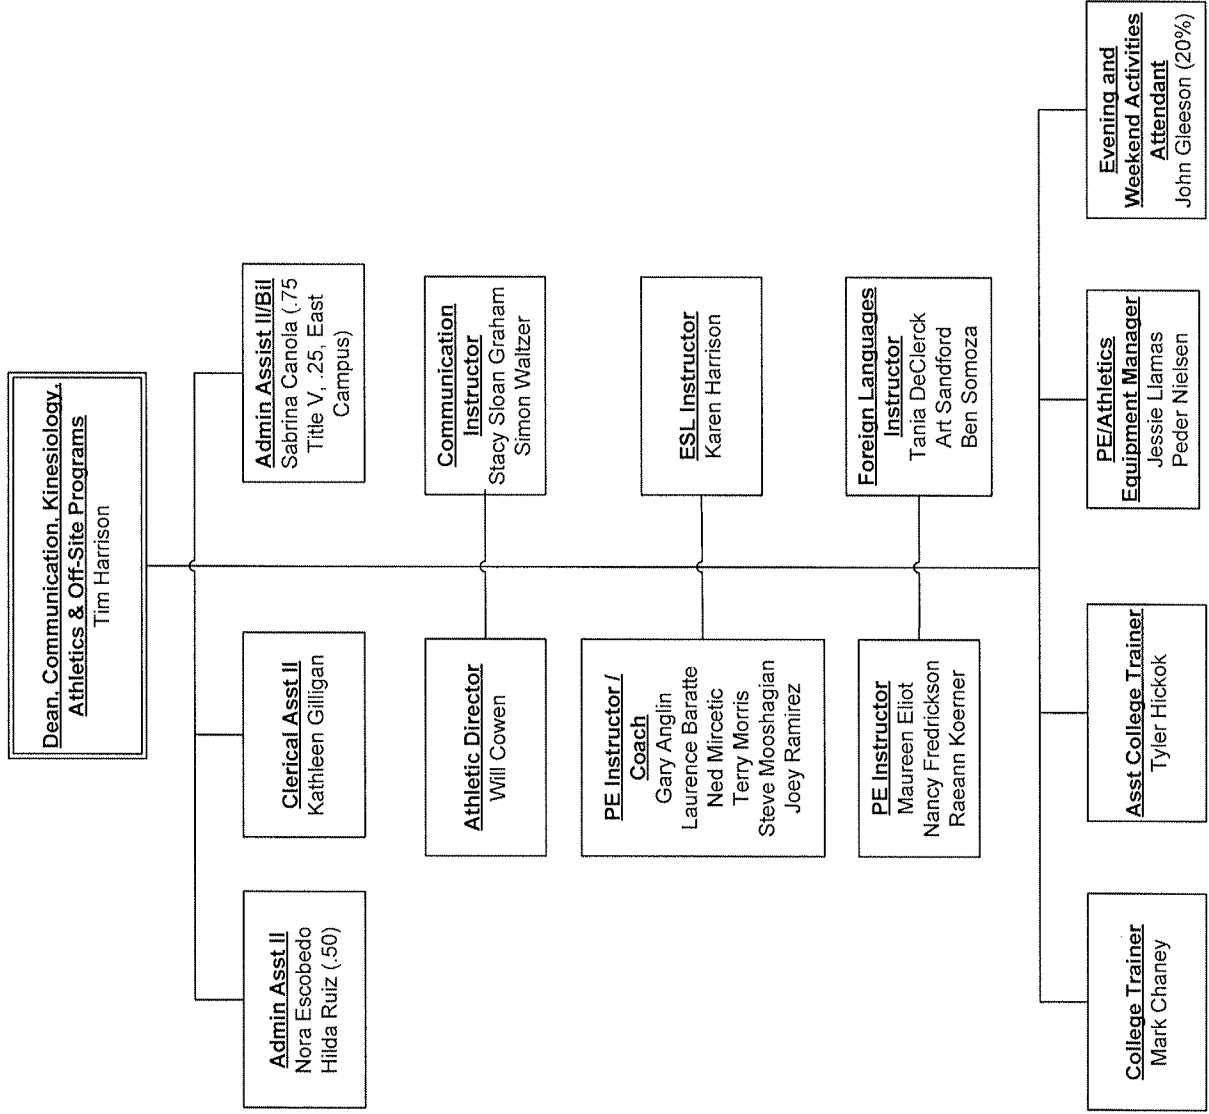 Dean, Communication, Kinesiology,
Athletics & Off-Site Programs
Tim Harrison
Admin Asst II
Nora Escobedo
Hilda Ruiz (.50)
Clerical Asst II
Kathleen Gilligan
Admin Assist II/Bil
Sabrina Canola (.75
Title V, .25, East
Campus)
Athletic Director
Will Cowen
Communication
Instructor
Stacy Sloan Graham
Simon Waltzer
PE Instructor /
Coach
Gary Anglin
Laurence Baratte
Ned Mircetic
Terry Morris
Steve Mooshagian
Joey Ramirez
ESL Instructor
Karen Harrison
PE Instructor
Maureen Eliot
Nancy Fredrickson
Raeann Koerner
Foreign Languages
Instructor
Tania DeClerck
Art Sandford
Ben Somoza
College Trainer
Mark Chaney
Asst College Trainer
Tyler Hickok
PE/Athletics
Equipment Manager
Jessie Llamas
Peder Nielsen
Evening and
Weekend Activities
Attendant
John Gleeson (20%)